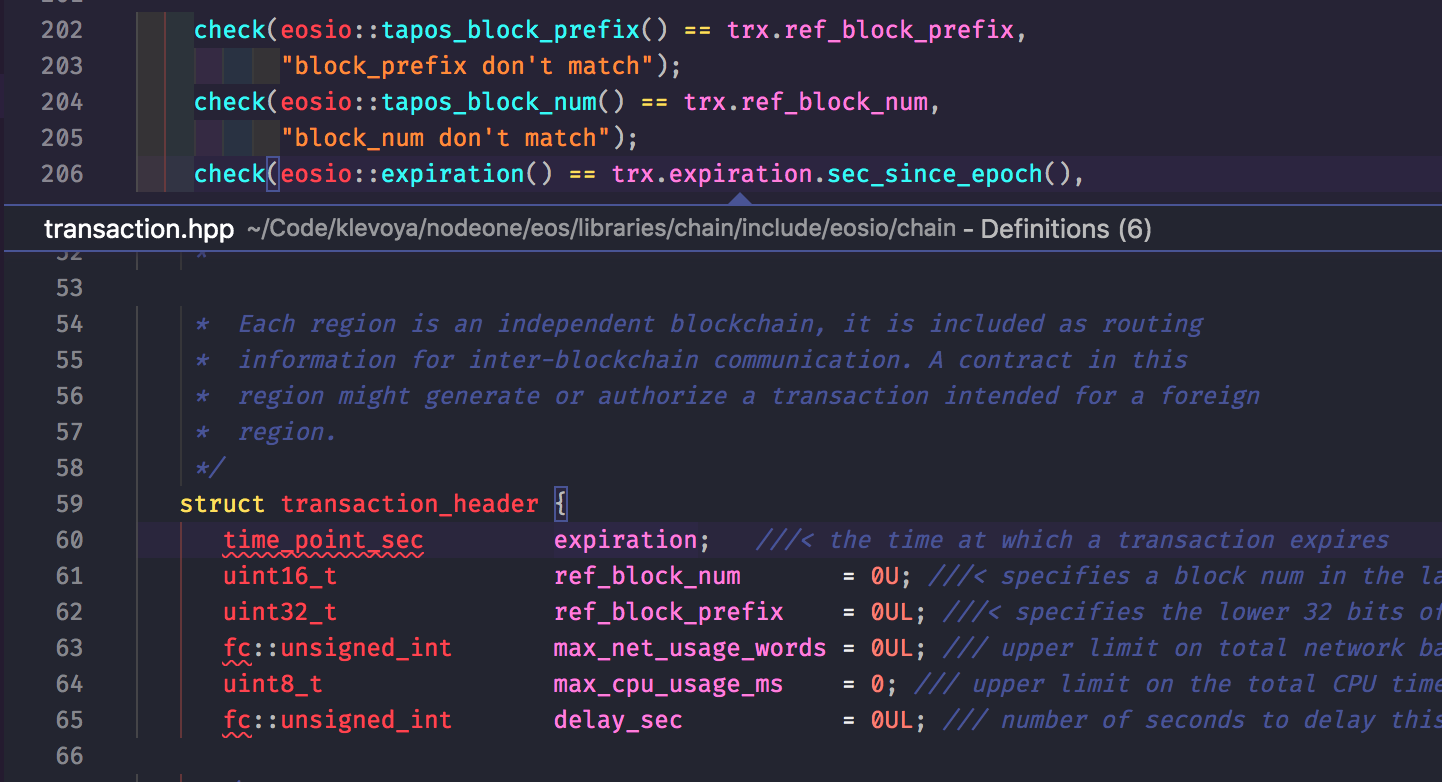 202 check(eosio::tapos_block_prefix() == trx.ref_block_prefix,
203 "block_prefix don't match");
204 check(eosio::tapos_block_num() == trx.ref_block_num,
205 "block_num don't match");
206 check(eosio::expiration() == trx.expiration.sec_since_epoch(),
transaction.hpp ~/Code/klevoya/nodeone/eos/libraries/chain/include/eosio/chain – Definitions (6)
52 *
53
54 * Each region is an independent blockchain, it is included as routing
55 * information for inter-blockchain communication. A contract in this
56 * region might generate or authorize a transaction intended for a foreign
57 * region.
58 */
59 struct transaction_header {
60 time_point_sec expiration; ///< the time at which a transaction expires
61 uint16_t ref_block_num = 0U; ///< specifies a block num in the la
62 uint32_t ref_block_prefix = 0UL; ///< specifies the lower 32 bits of
63 fc::unsigned_int max_net_usage_words = 0UL; /// upper limit on total network ba
64 uint8_t max_cpu_usage_ms = 0; /// upper limit on the total CPU time
65 fc::unsigned_int delay_sec = 0UL; /// number of seconds to delay this
66